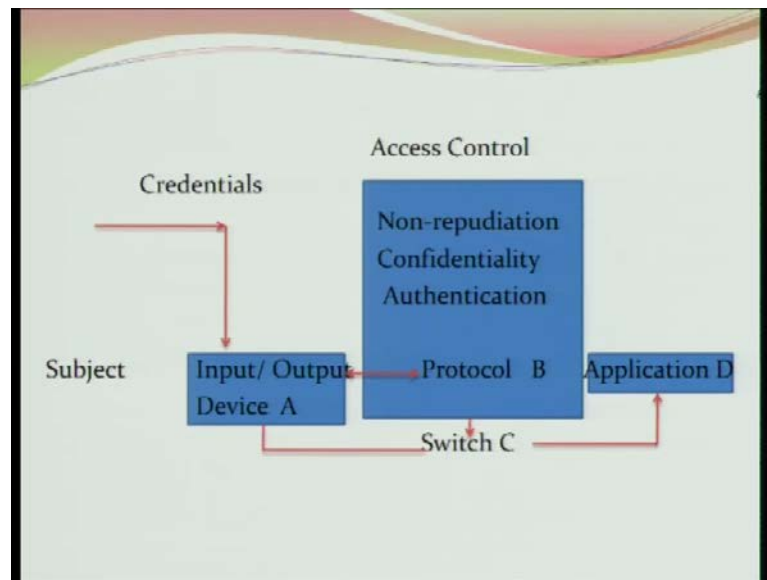 Access Control
Credentials
Non-repudiation
Confidentiality
Authentication
Subject
Input/ Output
Device A
Protocol B
Application D
Switch C